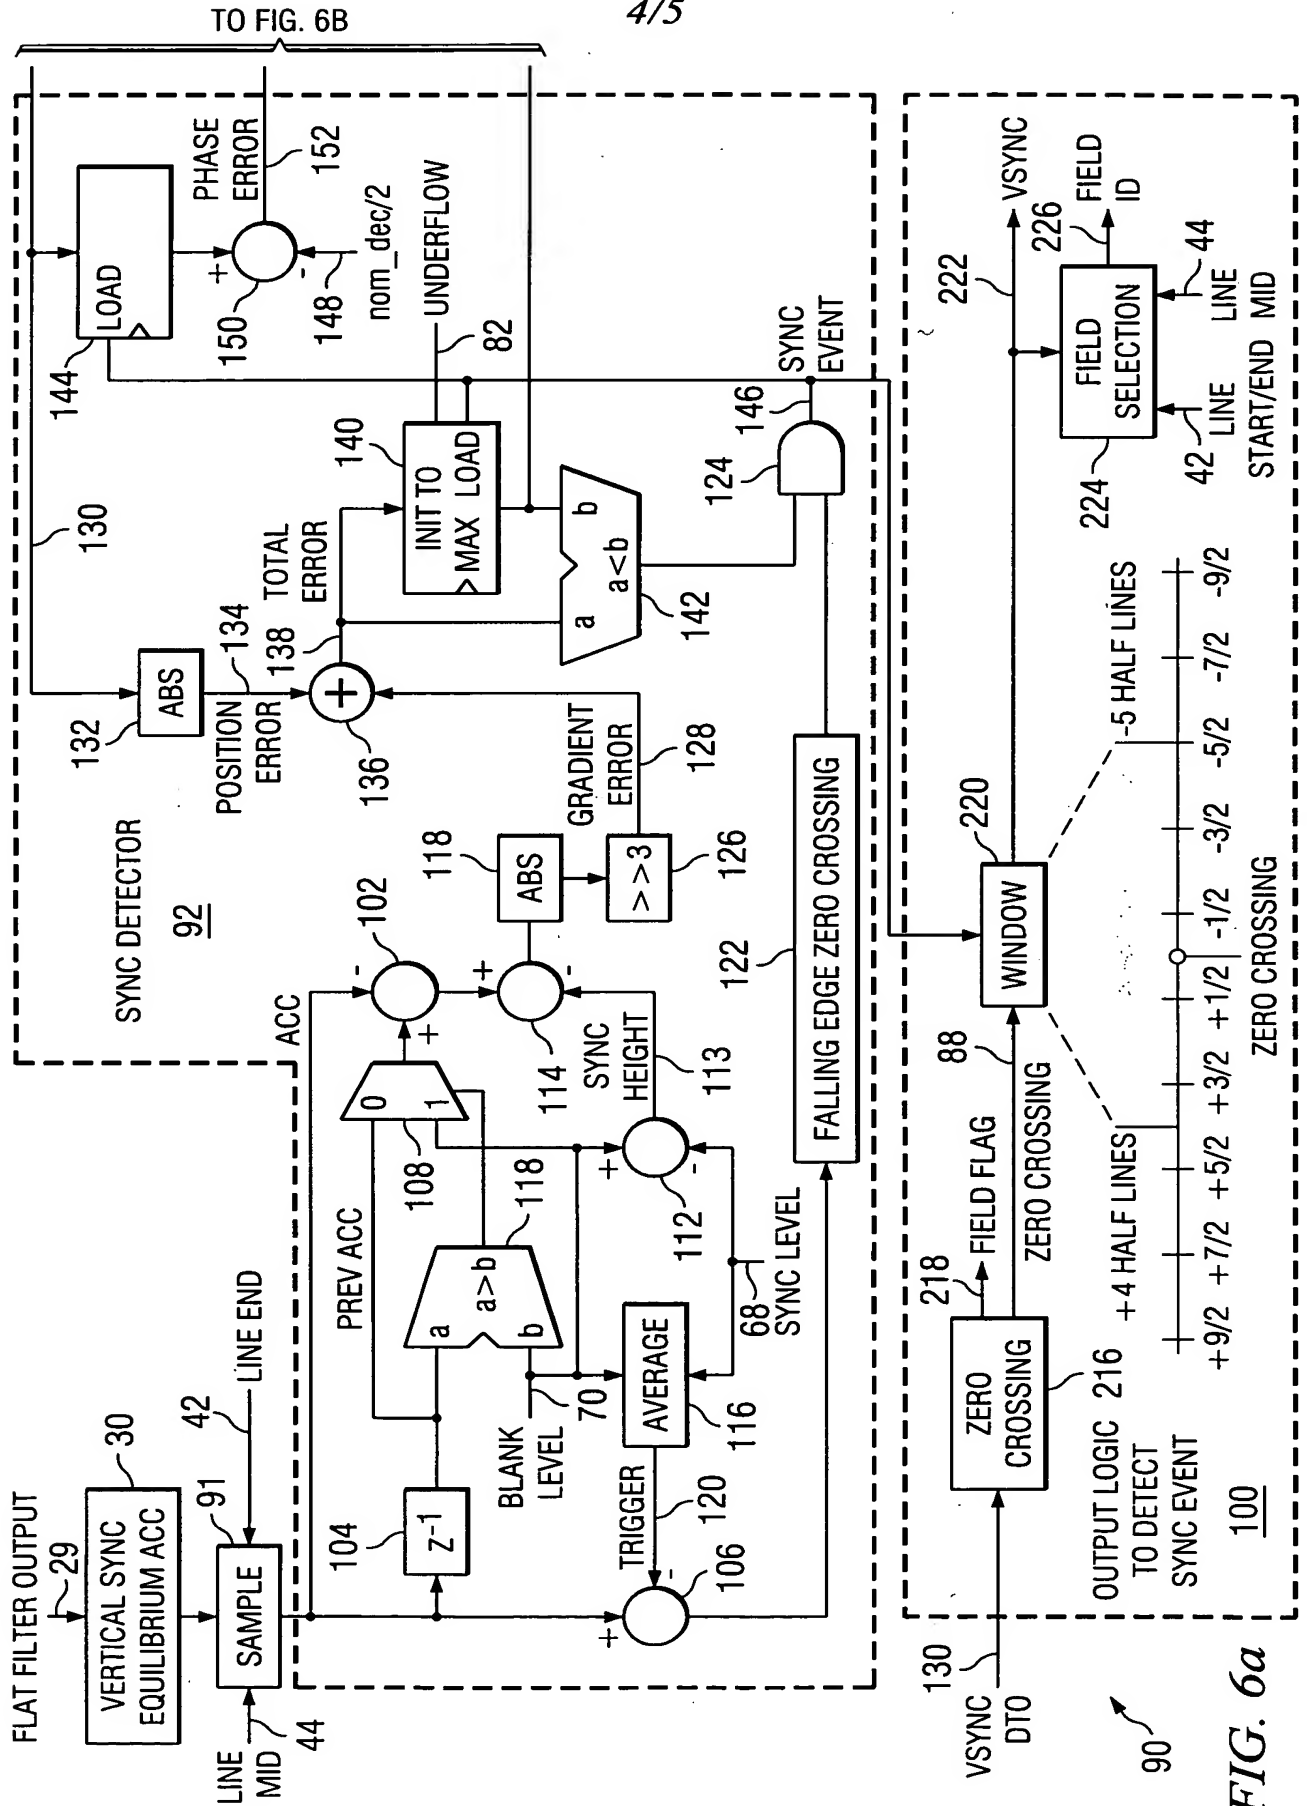 4/5
TO FIG. 6B
FLAT FILTER OUTPUT
29
VERTICAL SYNC
EQUILIBRIUM ACC
30
LINE
MID
44
SAMPLE
91
42
LINE END
SYNC DETECTOR
92
ACC
PREV ACC
104
Z-1
a
b
a>b
118
BLANK
LEVEL
70
0
1
108
-
+
102
+
-
114
SYNC
HEIGHT
113
+
-
112
AVERAGE
116
68
SYNC LEVEL
TRIGGER
120
+
-
106
118
ABS
>>3
126
GRADIENT
ERROR
128
122
FALLING EDGE ZERO CROSSING
132
ABS
134
POSITION
ERROR
130
+
136
138
TOTAL
ERROR
140
INIT TO
MAX LOAD
UNDERFLOW
82
a
b
a<b
142
124
146
SYNC
EVENT
144
LOAD
+
-
150
148
nom_dec/2
PHASE
ERROR
152
VSYNC
DTO
130
ZERO
CROSSING
216
218
FIELD FLAG
88
ZERO CROSSING
WINDOW
220
222
VSYNC
FIELD
SELECTION
224
226
FIELD
ID
42
LINE
START/END
44
LINE
MID
+4 HALF LINES
-5 HALF LINES
+9/2 +7/2 +5/2 +3/2 +1/2 -1/2 -3/2 -5/2 -7/2 -9/2
ZERO CROSSING
OUTPUT LOGIC
TO DETECT
SYNC EVENT
100
90
FIG. 6a